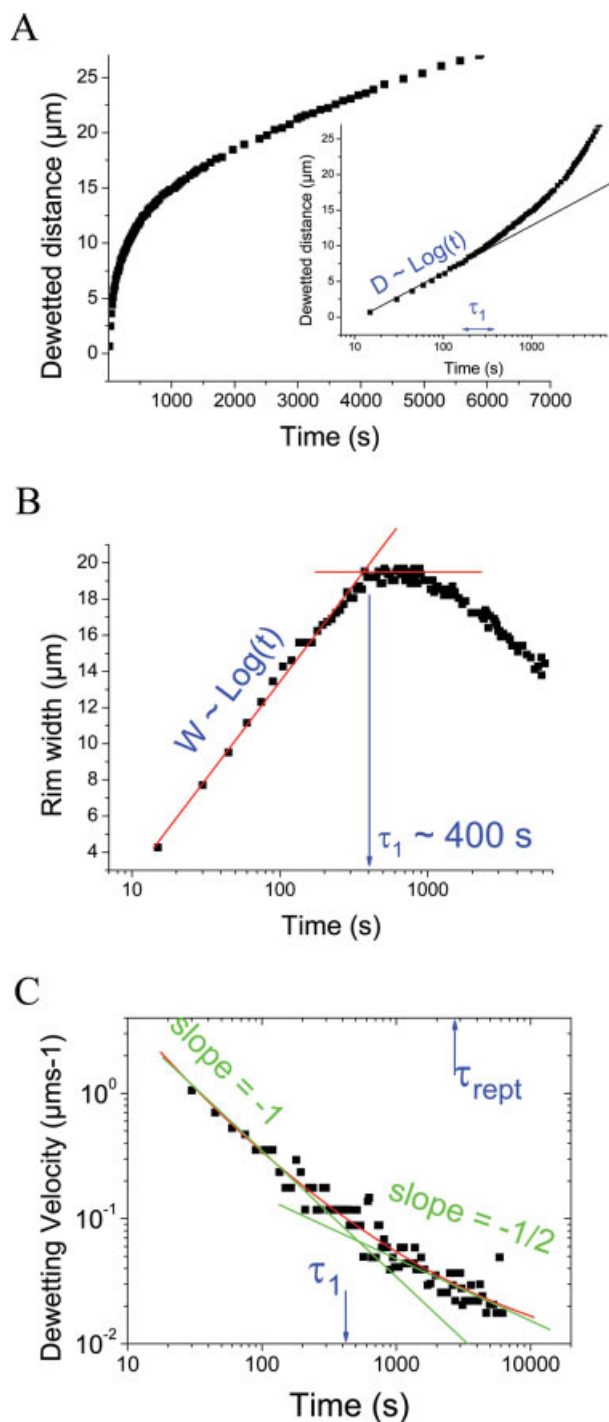 A
Dewetted distance (µm)
25
20
15
10
5
0
1000 2000 3000 4000 5000 6000 7000
Time (s)
Dewetted distance (µm)
25
20
15
10
5
0
D ~ Log(t)
τ1
10 100 1000
Time (s)
B
Rim width (µm)
20
18
16
14
12
10
8
6
4
W ~ Log(t)
τ1 ~ 400 s
10 100 1000
Time (s)
C
Dewetting Velocity (µms-1)
10^0
10^-1
10^-2
slope = -1
τrept
slope = -1/2
τ1
10 100 1000 10000
Time (s)